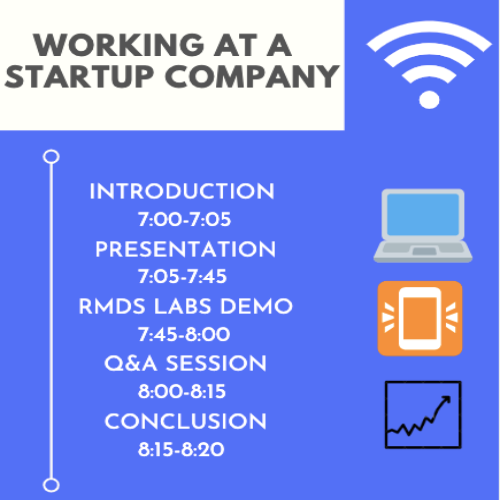 WORKING AT A
STARTUP COMPANY
INTRODUCTION
7:00-7:05
PRESENTATION
7:05-7:45
RMDS LABS DEMO
7:45-8:00
Q&A SESSION
8:00-8:15
CONCLUSION
8:15-8:20